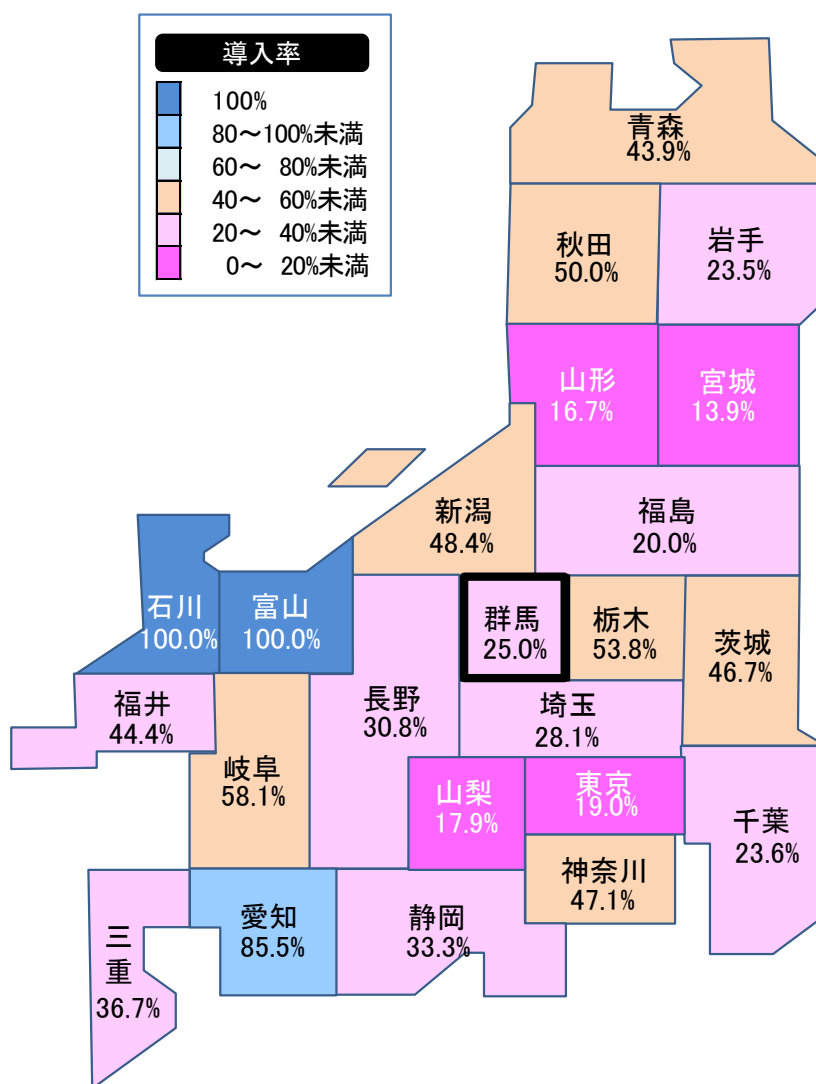 導入率
100%
80～100%未満
60～ 80%未満
40～ 60%未満
20～ 40%未満
0～ 20%未満
青森
43.9%
秋田
50.0%
岩手
23.5%
山形
16.7%
宮城
13.9%
新潟
48.4%
福島
20.0%
石川
100.0%
富山
100.0%
群馬
25.0%
栃木
53.8%
茨城
46.7%
福井
44.4%
長野
30.8%
埼玉
28.1%
岐阜
58.1%
山梨
17.9%
東京
19.0%
千葉
23.6%
神奈川
47.1%
三重
36.7%
愛知
85.5%
静岡
33.3%